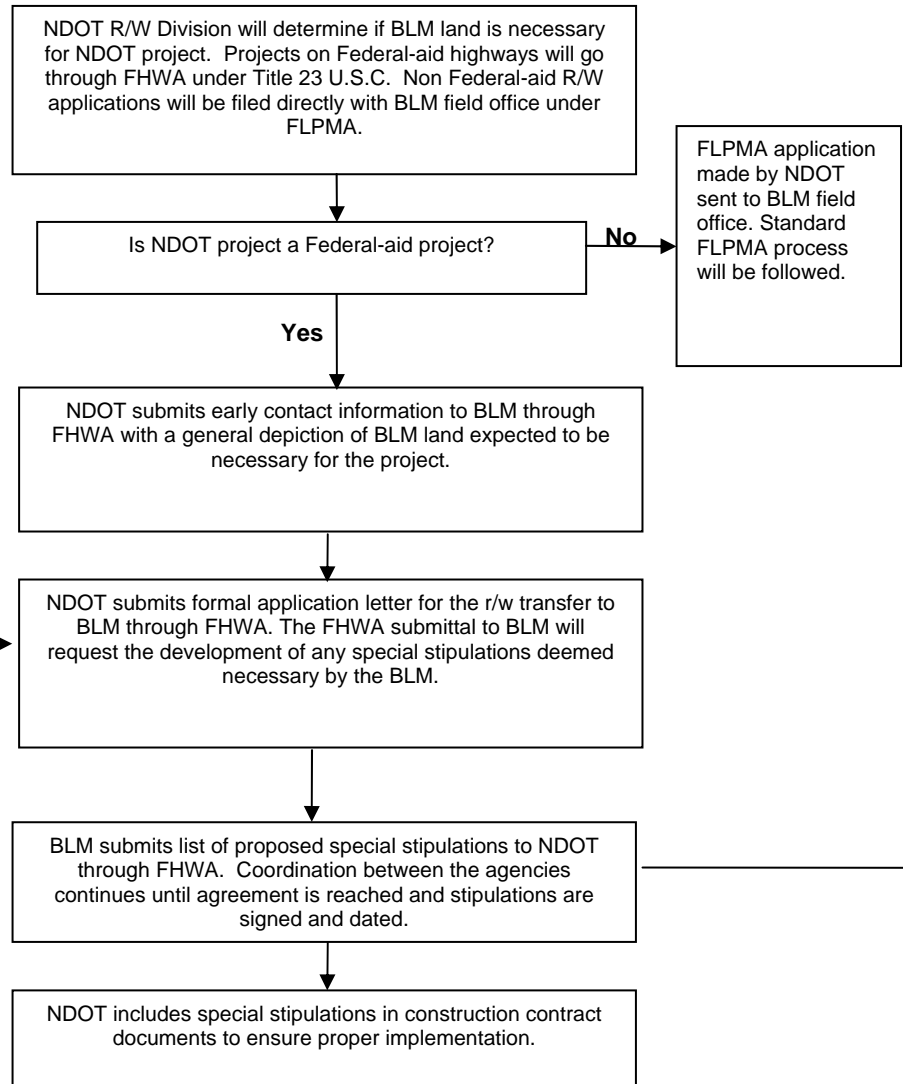 NDOT R/W Division will determine if BLM land is necessary
for NDOT project.  Projects on Federal-aid highways will go
through FHWA under Title 23 U.S.C.  Non Federal-aid R/W
applications will be filed directly with BLM field office under
FLPMA.
Is NDOT project a Federal-aid project?
No
FLPMA application
made by NDOT
sent to BLM field
office. Standard
FLPMA process
will be followed.
Yes
NDOT submits early contact information to BLM through
FHWA with a general depiction of BLM land expected to be
necessary for the project.
NDOT submits formal application letter for the r/w transfer to
BLM through FHWA. The FHWA submittal to BLM will
request the development of any special stipulations deemed
necessary by the BLM.
BLM submits list of proposed special stipulations to NDOT
through FHWA.  Coordination between the agencies
continues until agreement is reached and stipulations are
signed and dated.
NDOT includes special stipulations in construction contract
documents to ensure proper implementation.